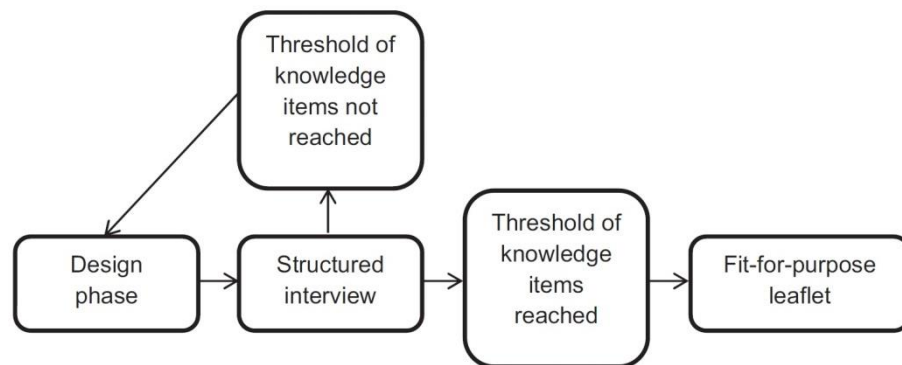 Threshold of
knowledge
items not
reached
Design
phase
Structured
interview
Threshold of
knowledge
items
reached
Fit-for-purpose
leaflet